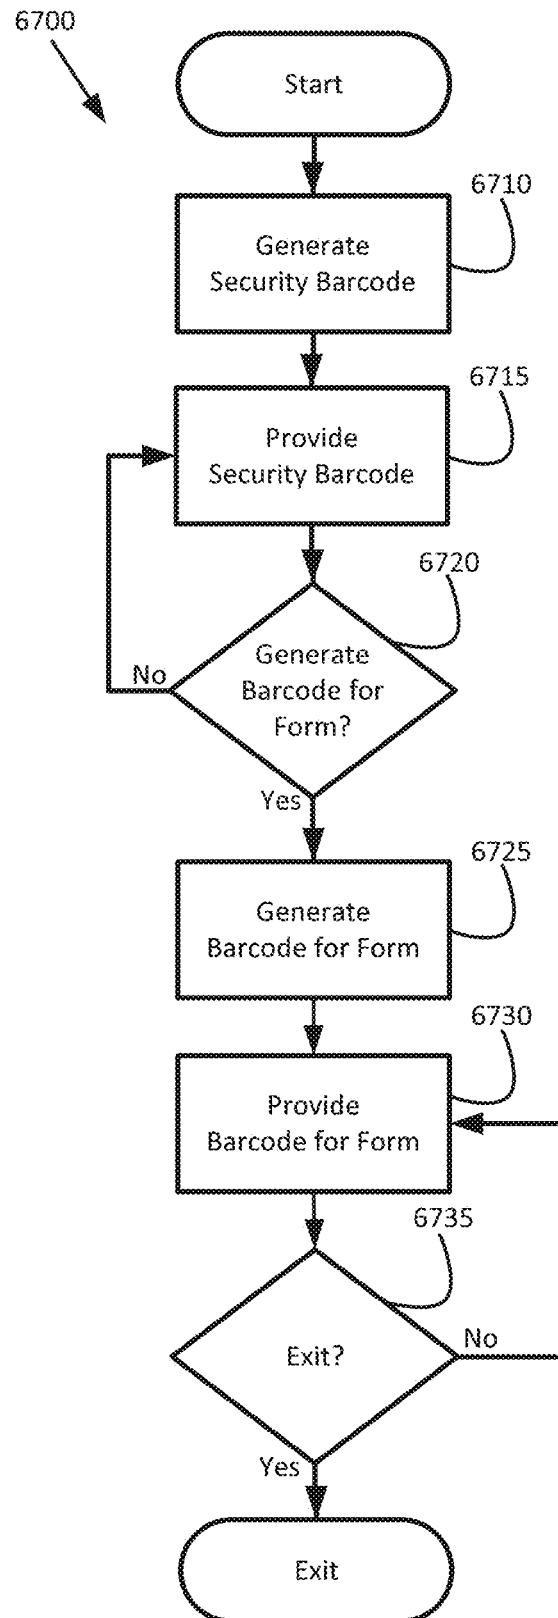 6700
Start
6710
Generate
Security Barcode
6715
Provide
Security Barcode
6720
Generate
Barcode for
Form?
No
Yes
6725
Generate
Barcode for Form
6730
Provide
Barcode for Form
6735
Exit?
No
Yes
Exit